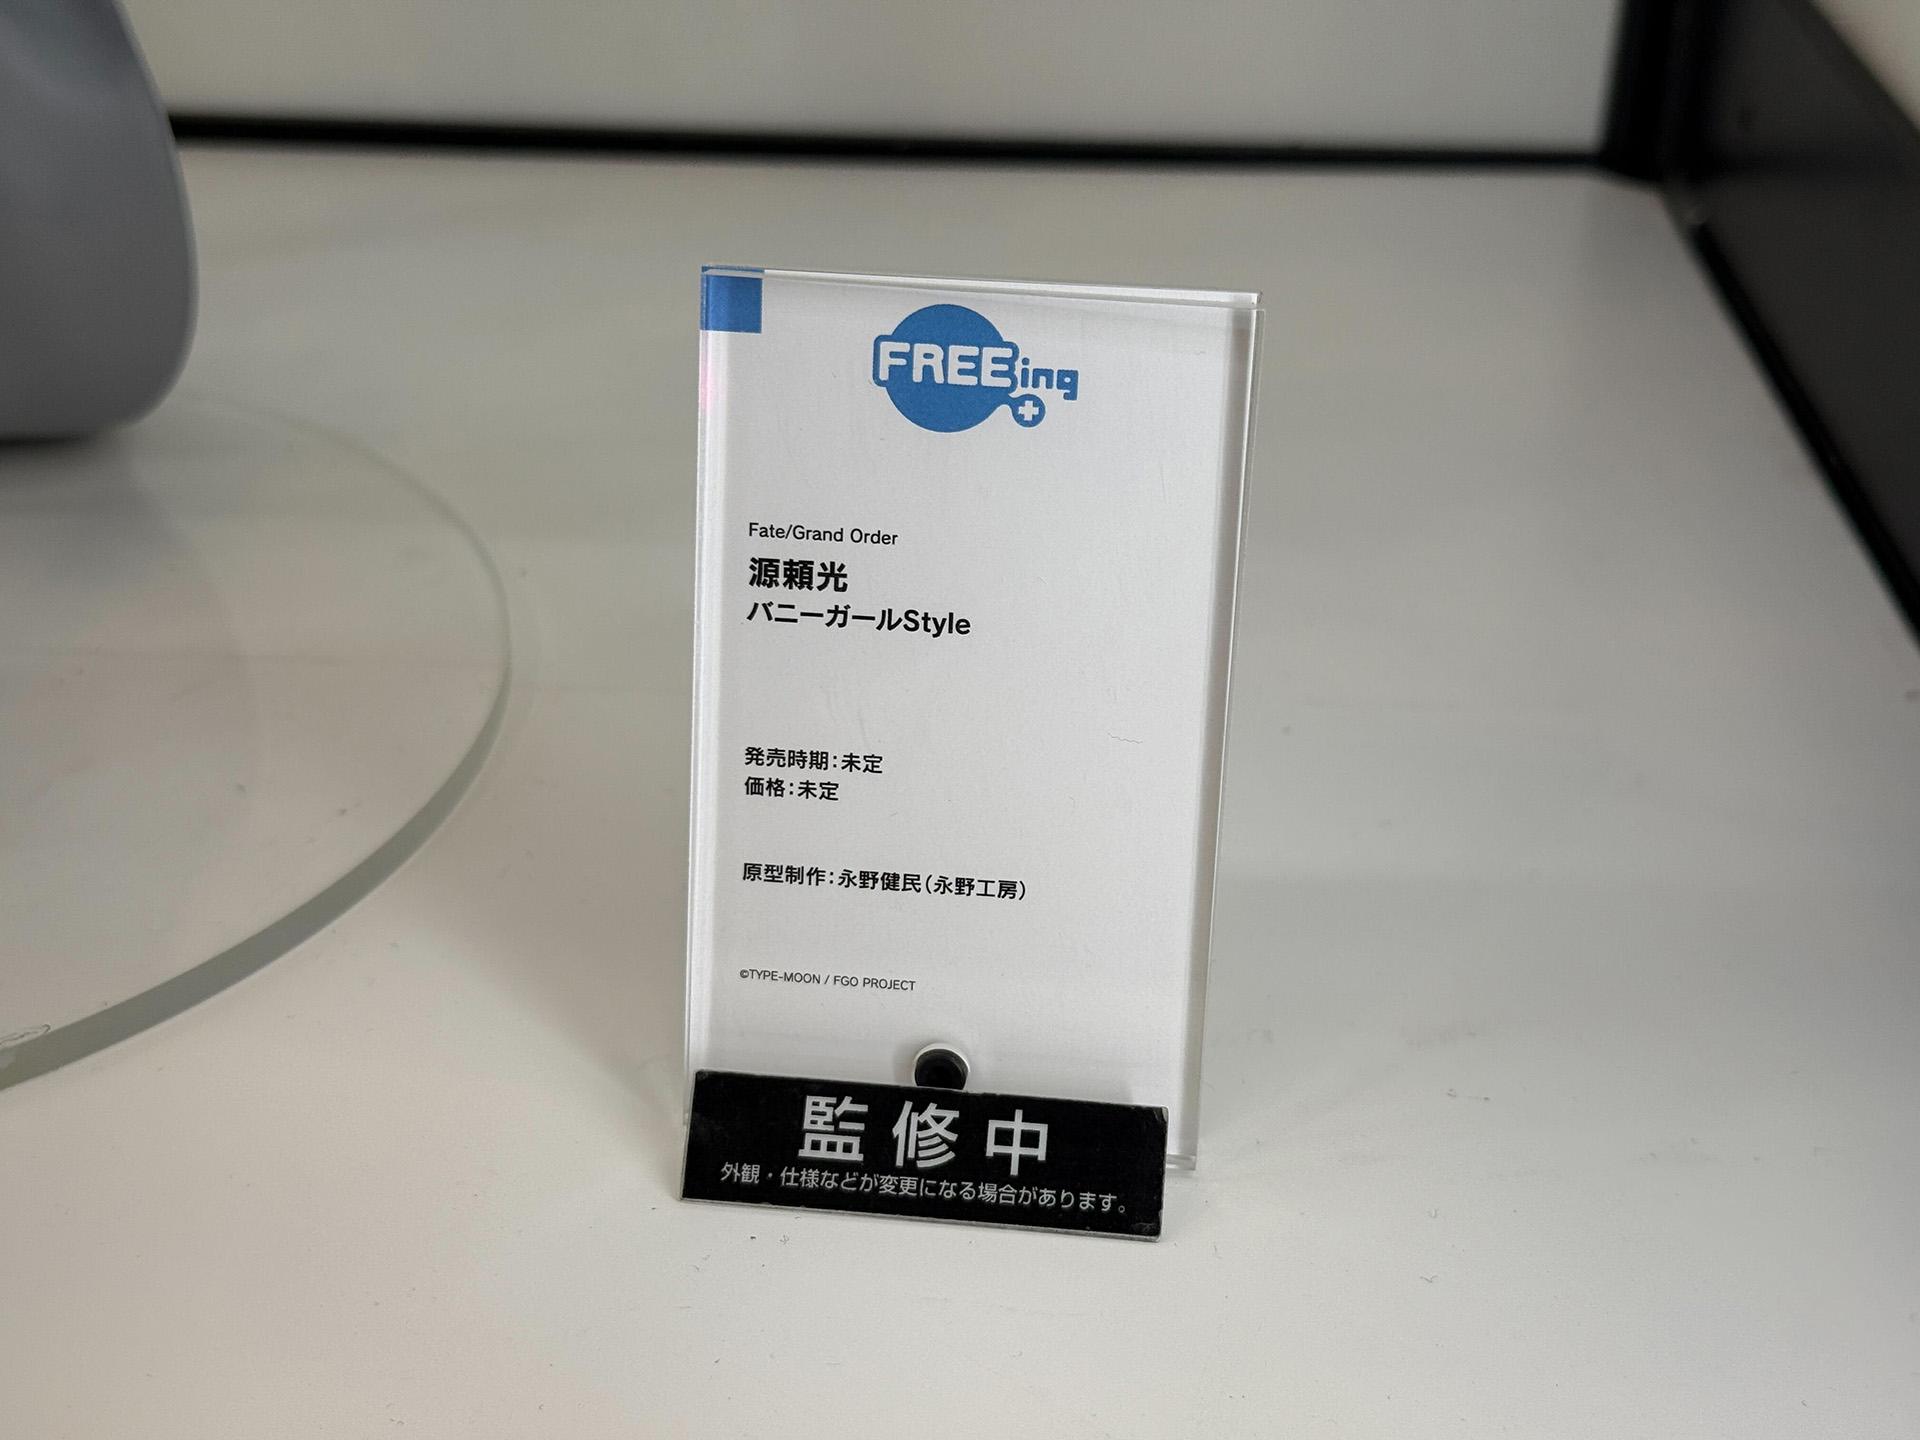 FREEing
Fate/Grand Order
源頼光
バニーガールStyle
発売時期：未定
価格：未定
原型制作：永野健民（永野工房）
©TYPE-MOON / FGO PROJECT
監修中
外観・仕様などが変更になる場合があります。